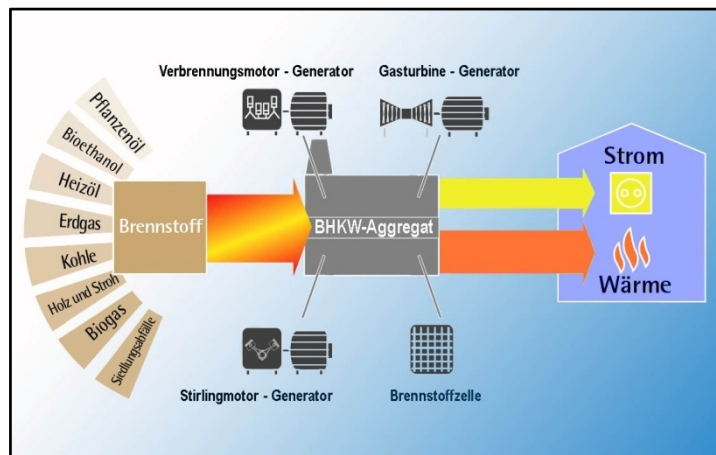 Verbrennungsmotor - Generator
Gasturbine - Generator
Pflanzenöl
Bioethanol
Heizöl
Erdgas
Kohle
Holz und Stroh
Biogas
Siedlungsabfälle
Brennstoff
BHKW-Aggregat
Strom
Wärme
Stirlingmotor - Generator
Brennstoffzelle